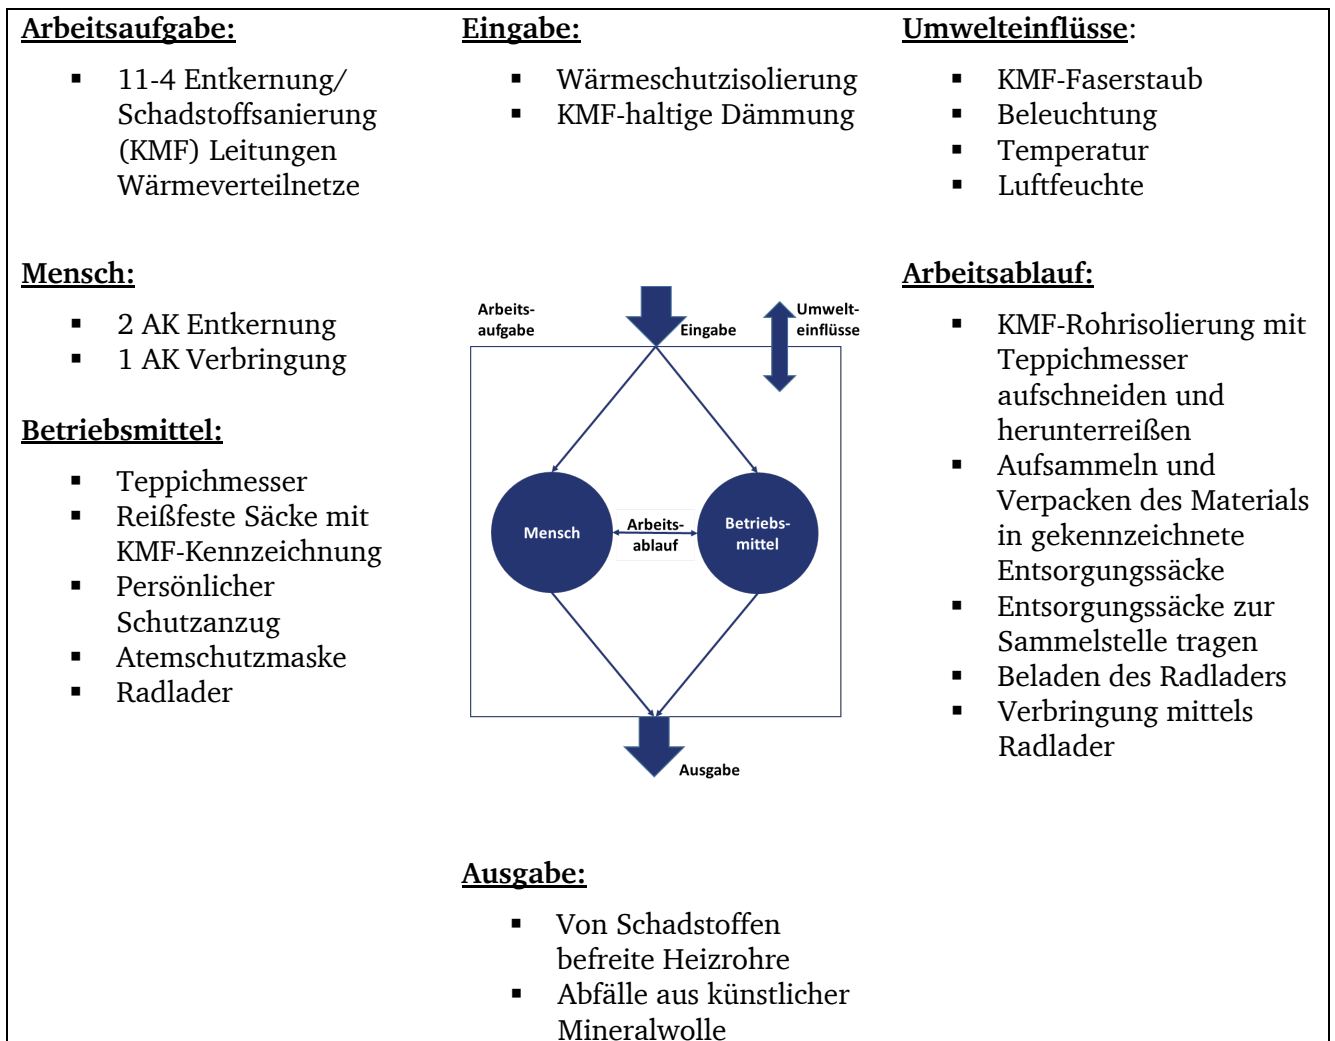 Arbeitsaufgabe:
▪ 11-4 Entkernung/
Schadstoffsanierung
(KMF) Leitungen
Wärmeverteilnetze
Eingabe:
▪ Wärmeschutzisolierung
▪ KMF-haltige Dämmung
Umwelteinflüsse:
▪ KMF-Faserstaub
▪ Beleuchtung
▪ Temperatur
▪ Luftfeuchte
Mensch:
▪ 2 AK Entkernung
▪ 1 AK Verbringung
Betriebsmittel:
▪ Teppichmesser
▪ Reißfeste Säcke mit
KMF-Kennzeichnung
▪ Persönlicher
Schutzanzug
▪ Atemschutzmaske
▪ Radlader
Arbeits-
aufgabe
Eingabe
Umwelt-
einflüsse
Mensch
Arbeits-
ablauf
Betriebs-
mittel
Ausgabe
Arbeitsablauf:
▪ KMF-Rohrisolierung mit
Teppichmesser
aufschneiden und
herunterreißen
▪ Aufsammeln und
Verpacken des Materials
in gekennzeichnete
Entsorgungssäcke
▪ Entsorgungssäcke zur
Sammelstelle tragen
▪ Beladen des Radladers
▪ Verbringung mittels
Radlader
Ausgabe:
▪ Von Schadstoffen
befreite Heizrohre
▪ Abfälle aus künstlicher
Mineralwolle